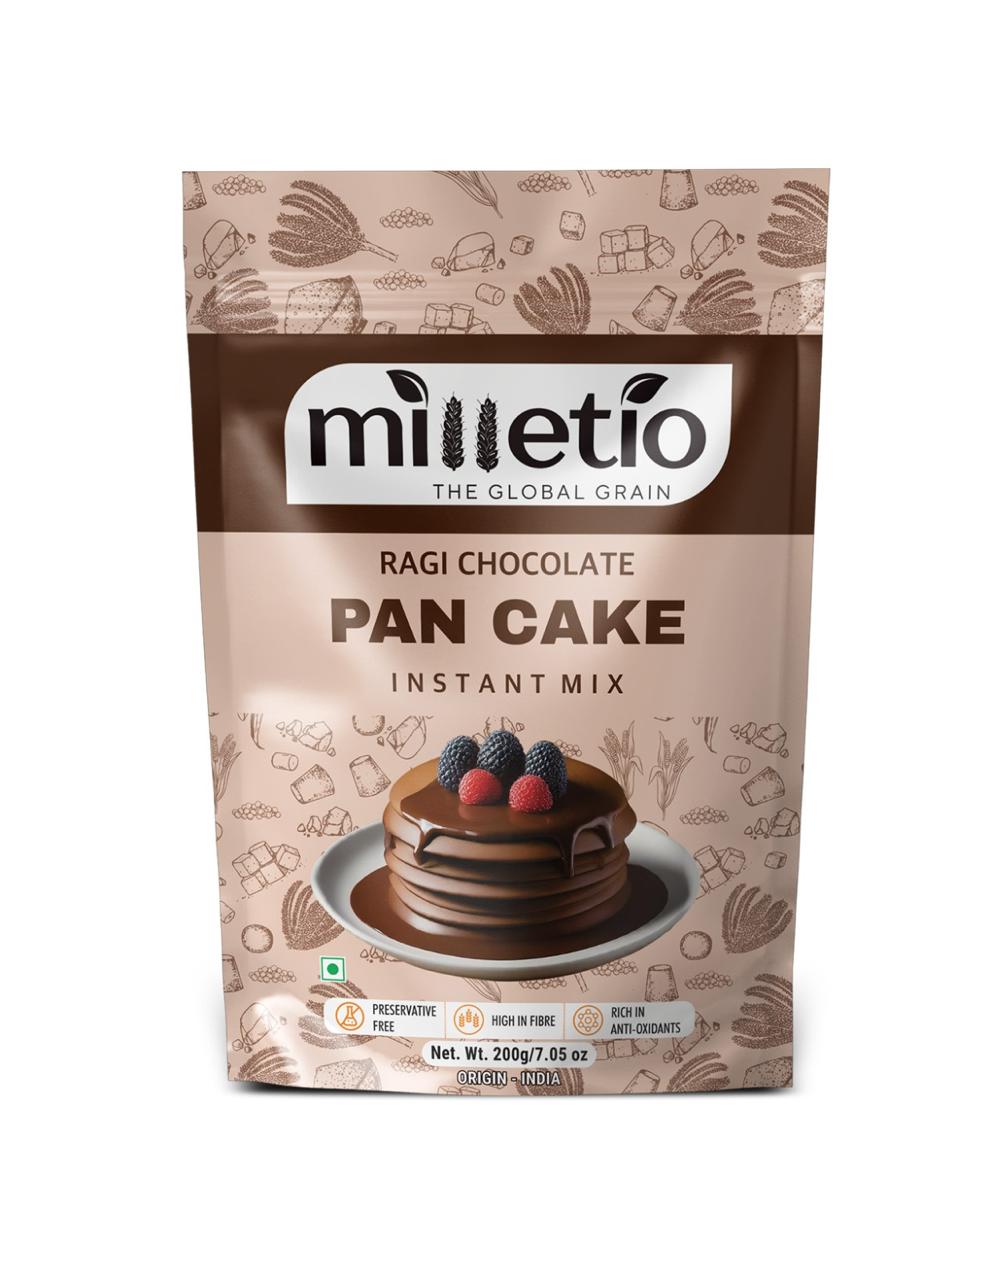 milletio
THE GLOBAL GRAIN
RAGI CHOCOLATE
PAN CAKE
INSTANT MIX
PRESERVATIVE
FREE
HIGH IN FIBRE
RICH IN
ANTI-OXIDANTS
Net. Wt. 200g/7.05 oz
ORIGIN - INDIA